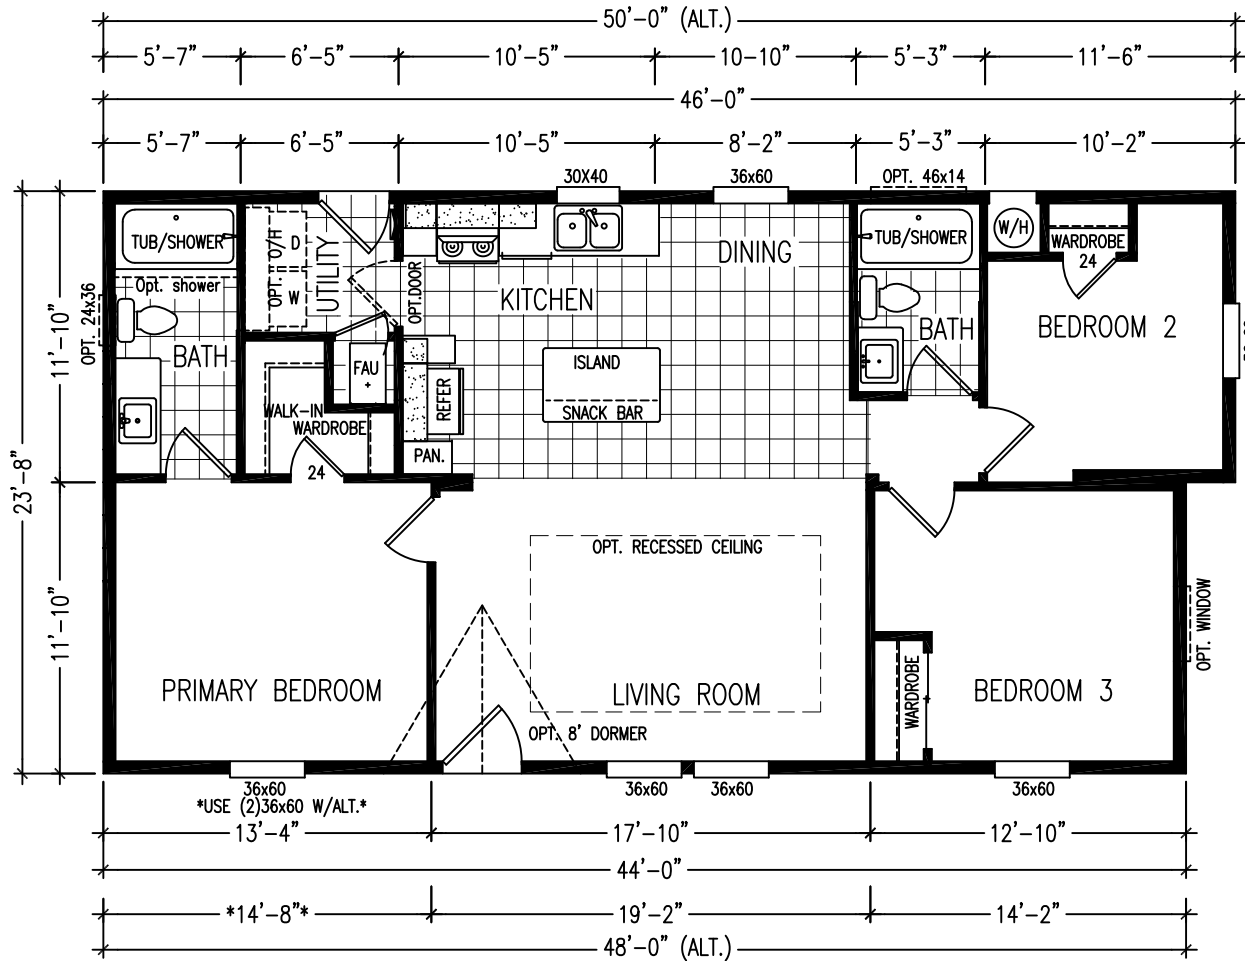 50'-0" (ALT.)
5'-7" 6'-5" 10'-5" 10-10" 5'-3" 11'-6"
46'-0"
5'-7" 6'-5" 10'-5" 8'-2" 5'-3" 10'-2"
30X40 36x60 OPT. 46x14
TUB/SHOWER
Opt. shower
OPT. 24x36
BATH
OPT. O/H
D
W
UTILITY
OPT.DOOR
FAU
WALK-IN
WARDROBE
24
KITCHEN
DINING
ISLAND
SNACK BAR
REFER
PAN.
TUB/SHOWER
BATH
W/H
WARDROBE
24
BEDROOM 2
11'-10"
23'-8"
11'-10"
OPT. RECESSED CEILING
PRIMARY BEDROOM
LIVING ROOM
OPT. 8' DORMER
WARDROBE
BEDROOM 3
OPT. WINDOW
36x60 36x60 36x60 36x60
*USE (2)36x60 W/ALT.*
13'-4" 17'-10" 12'-10"
44'-0"
*14'-8"* 19'-2" 14'-2"
48'-0" (ALT.)